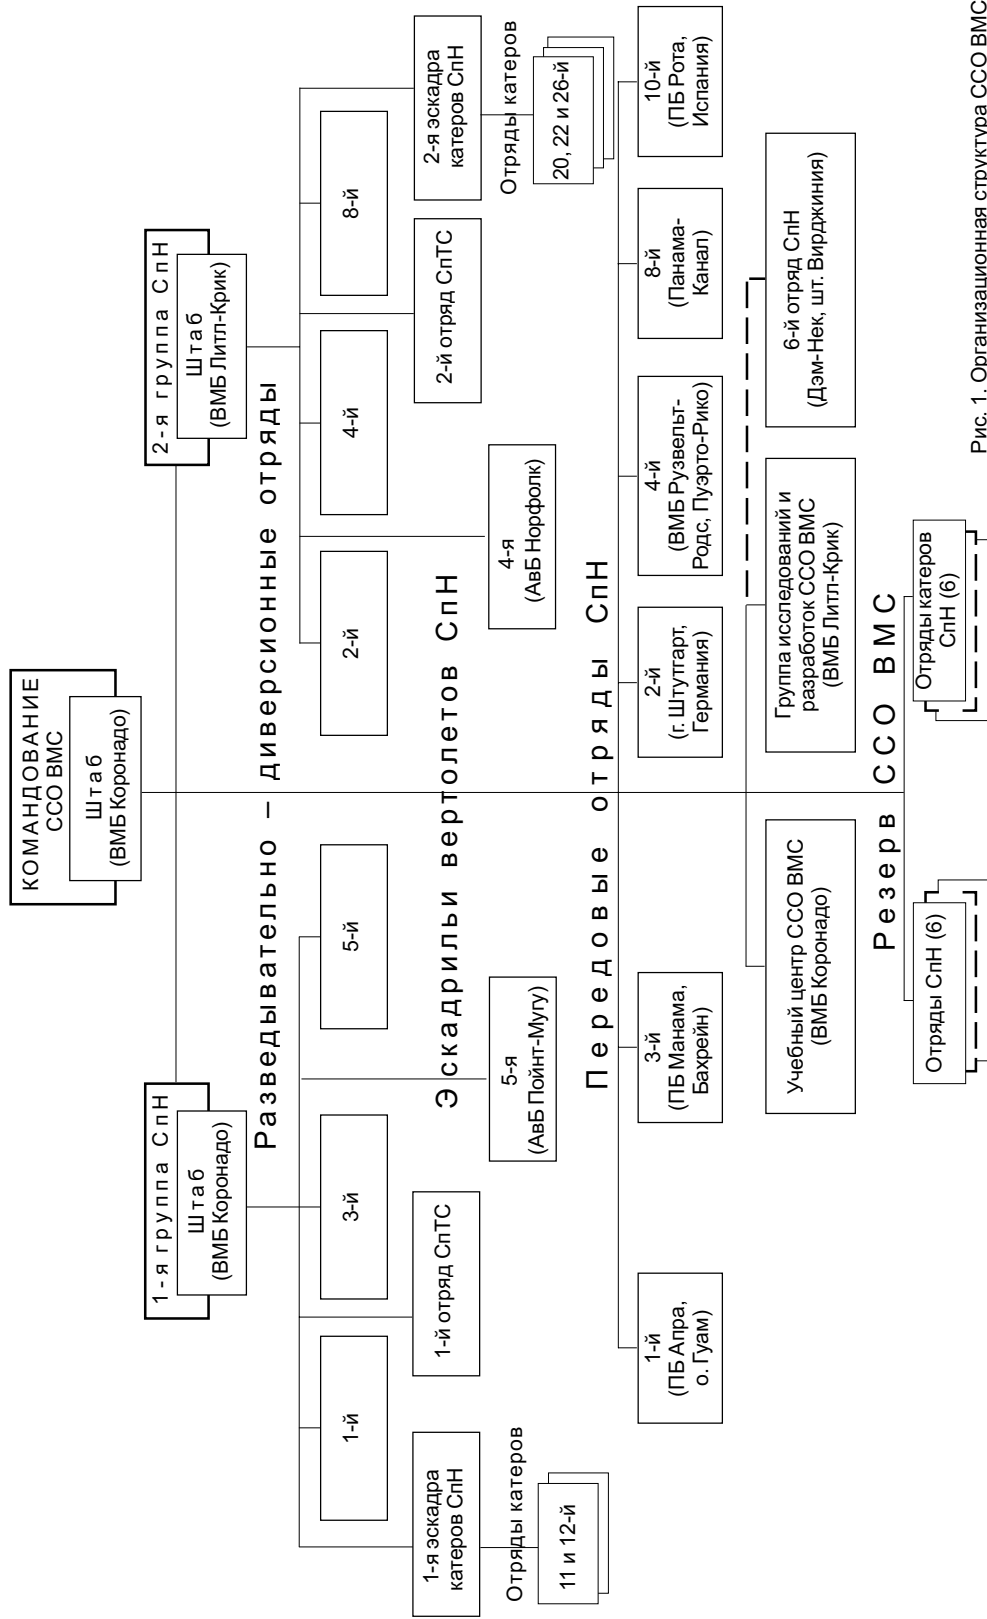 КОМАНДОВАНИЕ
ССО ВМС
Штаб
(ВМБ Коронадо)
1-я группа СпН
Штаб
(ВМБ Коронадо)
2-я группа СпН
Штаб
(ВМБ Литл-Крик)
Разведывательно – диверсионные отряды
1-й
3-й
5-й
2-й
4-й
8-й
1-я эскадра
катеров СпН
1-й отряд СпТС
2-й отряд СпТС
2-я эскадра
катеров СпН
Эскадрильи вертолетов СпН
Отряды катеров
11 и 12-й
5-я
(АвБ Пойнт-Мугу)
4-я
(АвБ Норфолк)
Отряды катеров
20, 22 и 26-й
Передовые отряды СпН
1-й
(ПБ Апра,
о. Гуам)
3-й
(ПБ Манама,
Бахрейн)
2-й
(г. Штутгарт,
Германия)
4-й
(ВМБ Рузвельт-
Родс, Пуэрто-Рико)
8-й
(Панама-
Канал)
10-й
(ПБ Рота,
Испания)
Учебный центр ССО ВМС
(ВМБ Коронадо)
Группа исследований и
разработок ССО ВМС
(ВМБ Литл-Крик)
6-й отряд СпН
(Дэм-Нек, шт. Вирджиния)
Резерв ССО ВМС
Отряды СпН (6)
Отряды катеров
СпН (6)
Рис. 1. Организационная структура ССО ВМС